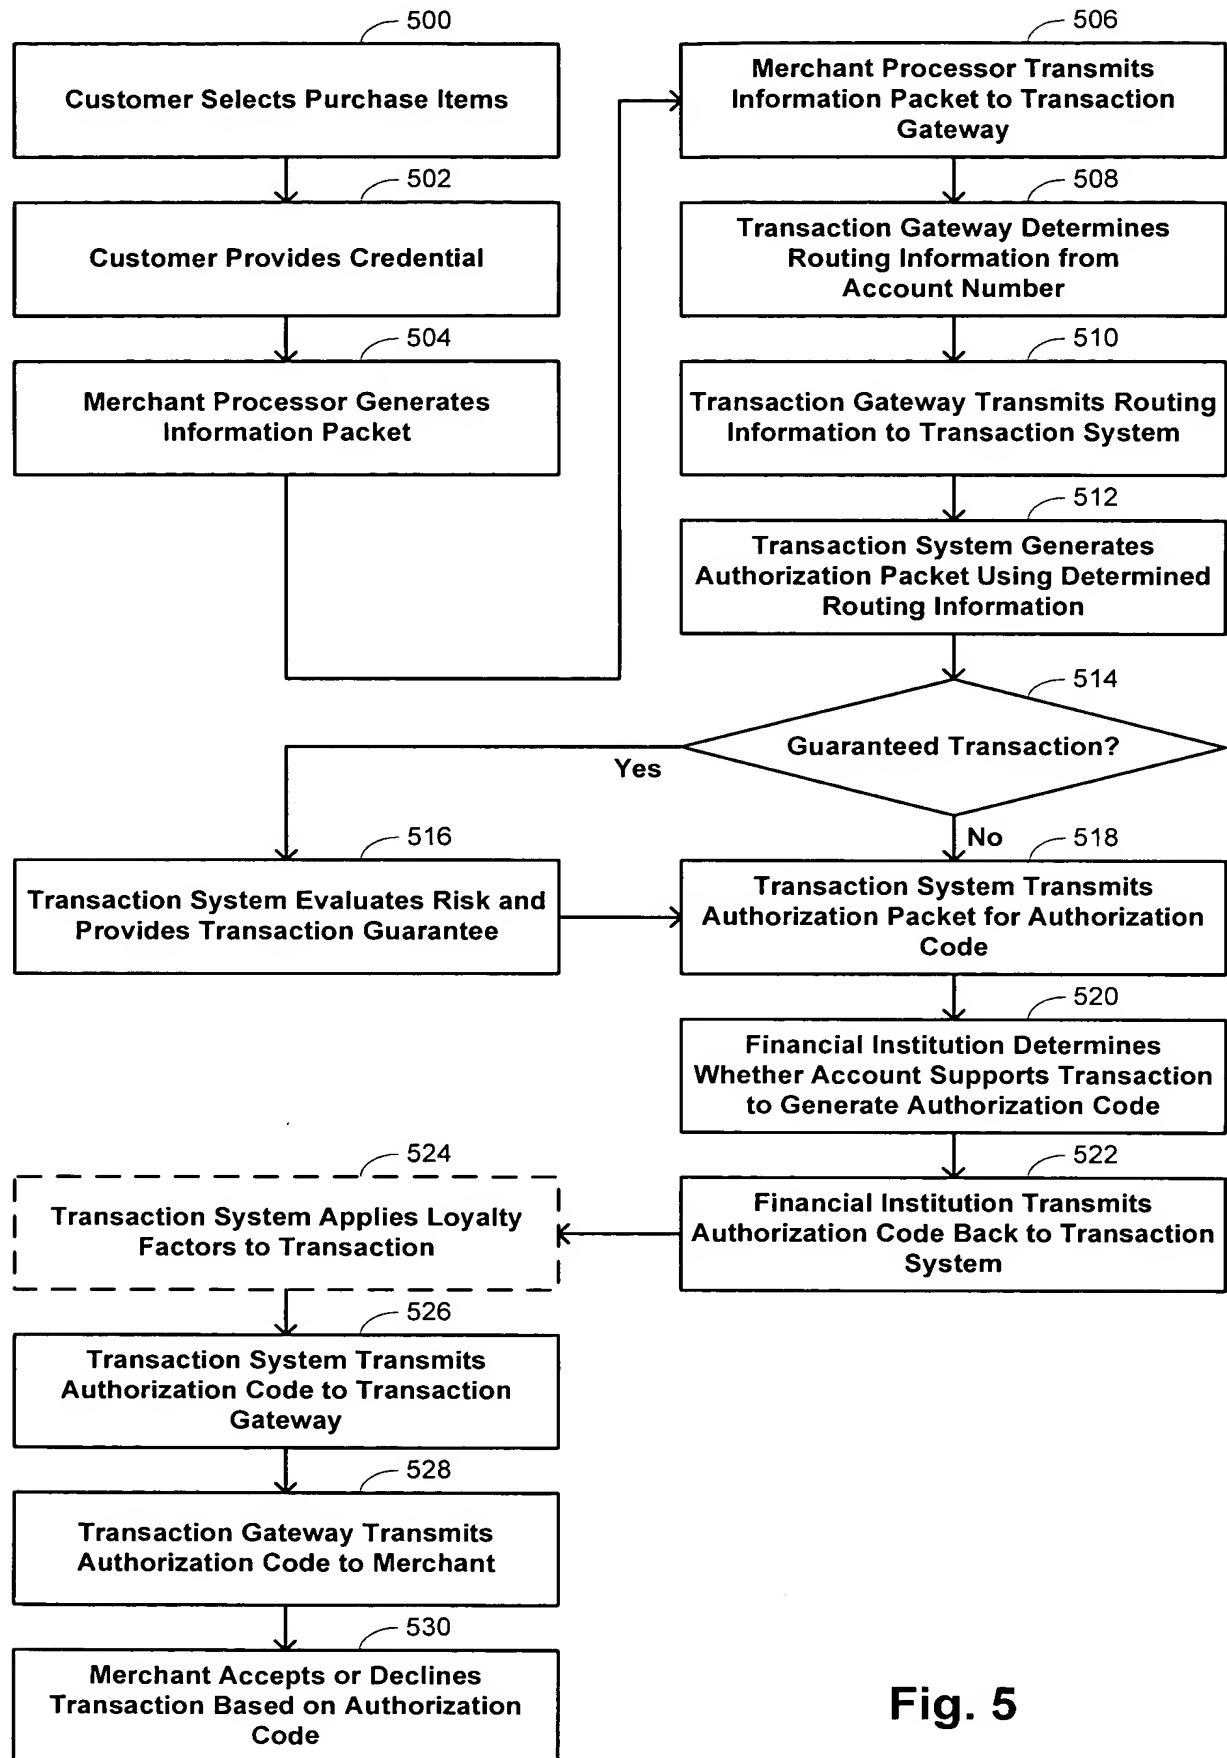 500
Customer Selects Purchase Items
502
Customer Provides Credential
504
Merchant Processor Generates
Information Packet
506
Merchant Processor Transmits
Information Packet to Transaction
Gateway
508
Transaction Gateway Determines
Routing Information from
Account Number
510
Transaction Gateway Transmits Routing
Information to Transaction System
512
Transaction System Generates
Authorization Packet Using Determined
Routing Information
514
Guaranteed Transaction?
Yes
No
516
Transaction System Evaluates Risk and
Provides Transaction Guarantee
518
Transaction System Transmits
Authorization Packet for Authorization
Code
520
Financial Institution Determines
Whether Account Supports Transaction
to Generate Authorization Code
522
Financial Institution Transmits
Authorization Code Back to Transaction
System
524
Transaction System Applies Loyalty
Factors to Transaction
526
Transaction System Transmits
Authorization Code to Transaction
Gateway
528
Transaction Gateway Transmits
Authorization Code to Merchant
530
Merchant Accepts or Declines
Transaction Based on Authorization
Code
Fig. 5